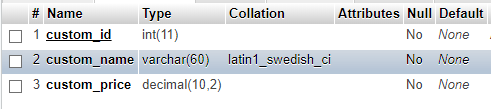 # Name Type Collation Attributes Null Default
1 custom_id int(11) No None
2 custom_name varchar(60) latin1_swedish_ci No None
3 custom_price decimal(10,2) No None